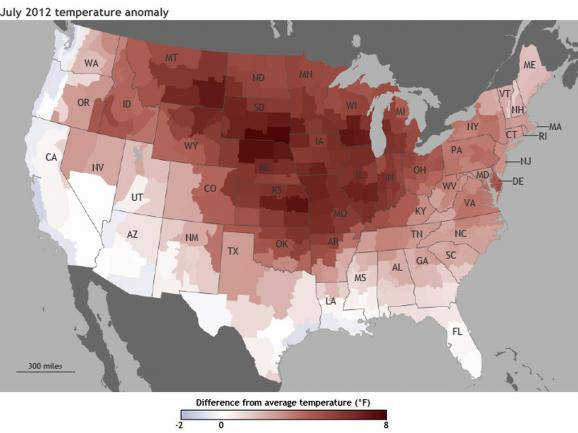 July 2012 temperature anomaly
WA
MT
ND
MN
ME
OR
ID
SD
WI
MI
VT
NH
NY
MA
WY
IA
CT
RI
PA
NJ
CA
NV
UT
CO
NE
KS
IL
IN
OH
MD
DE
WV
VA
MO
KY
AZ
NM
OK
AR
TN
NC
TX
MS
AL
GA
SC
LA
FL
300 miles
Difference from average temperature (°F)
-2 0 8